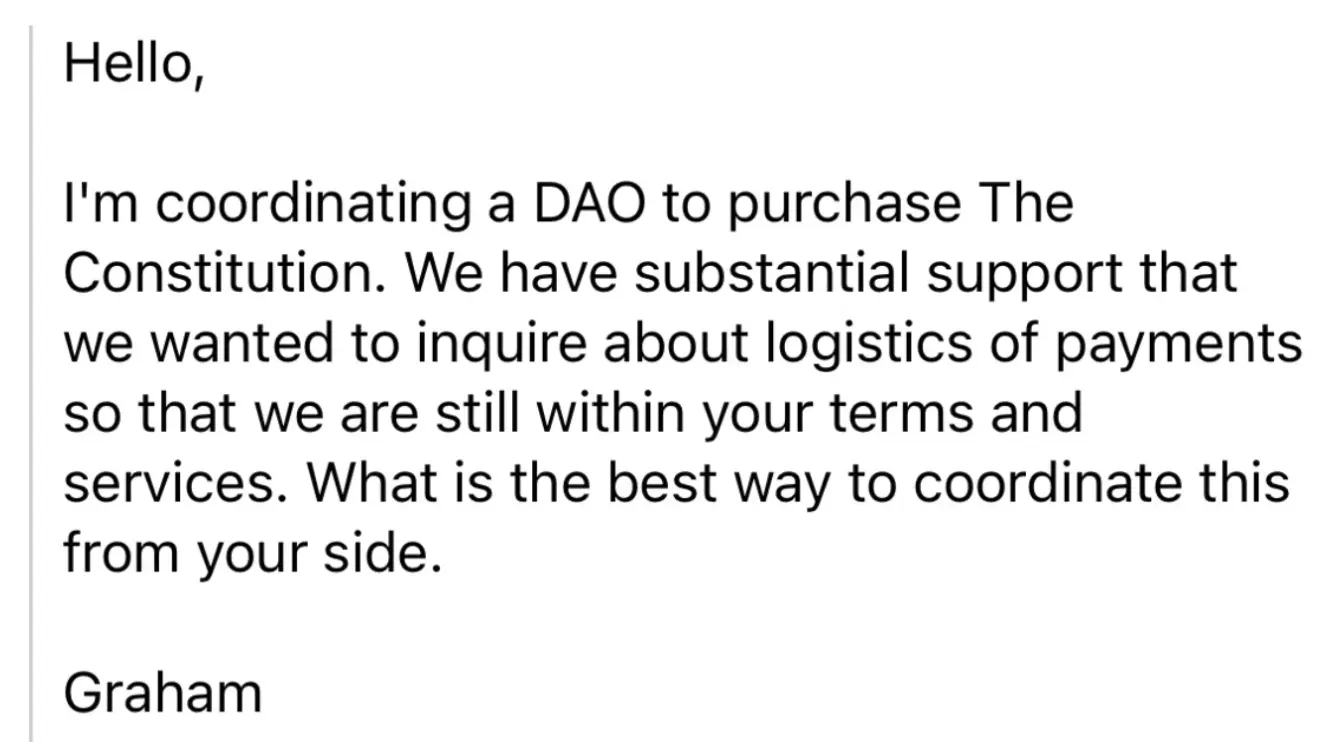 Hello,
I'm coordinating a DAO to purchase The
Constitution. We have substantial support that
we wanted to inquire about logistics of payments
so that we are still within your terms and
services. What is the best way to coordinate this
from your side.
Graham